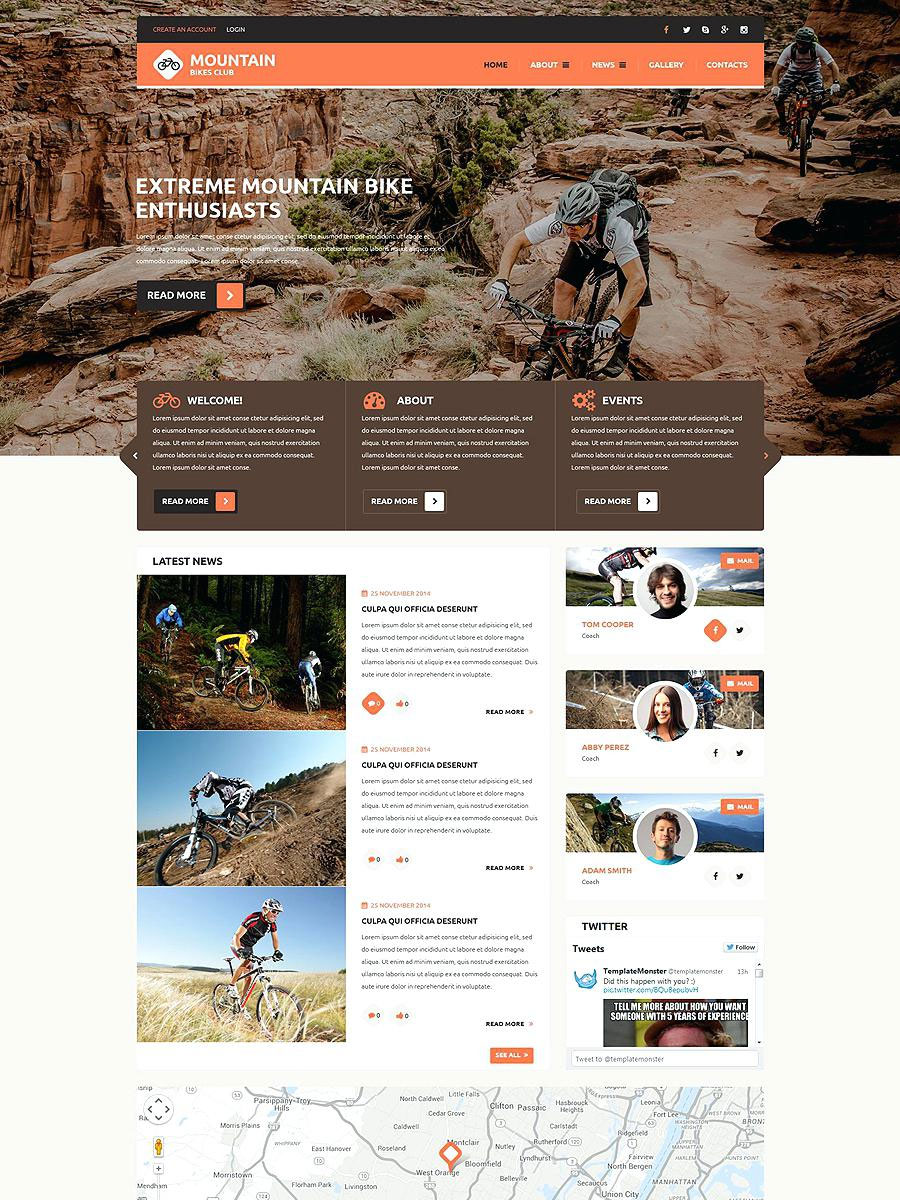 CREATE AN ACCOUNT LOGIN
MOUNTAIN
BIKES CLUB
HOME ABOUT NEWS GALLERY CONTACTS
EXTREME MOUNTAIN BIKE
ENTHUSIASTS
Lorem ipsum dolor sit amet conse ctetur adipisicing elit, sed do eiusmod tempor incididunt ut labore et
dolore magna aliqua. Ut enim ad minim veniam, quis nostrud exercitation ullamco laboris nisi ut aliquip ex ea
commodo consequat. Lorem ipsum dolor sit amet conse.
READ MORE
WELCOME!
Lorem ipsum dolor sit amet conse ctetur adipisicing elit, sed
do eiusmod tempor incididunt ut labore et dolore magna
aliqua. Ut enim ad minim veniam, quis nostrud exercitation
ullamco laboris nisi ut aliquip ex ea commodo consequat.
Lorem ipsum dolor sit amet conse.
READ MORE
ABOUT
Lorem ipsum dolor sit amet conse ctetur adipisicing elit, sed
do eiusmod tempor incididunt ut labore et dolore magna
aliqua. Ut enim ad minim veniam, quis nostrud exercitation
ullamco laboris nisi ut aliquip ex ea commodo consequat.
Lorem ipsum dolor sit amet conse.
READ MORE
EVENTS
Lorem ipsum dolor sit amet conse ctetur adipisicing elit, sed
do eiusmod tempor incididunt ut labore et dolore magna
aliqua. Ut enim ad minim veniam, quis nostrud exercitation
ullamco laboris nisi ut aliquip ex ea commodo consequat.
Lorem ipsum dolor sit amet conse.
READ MORE
LATEST NEWS
25 NOVEMBER 2014
CULPA QUI OFFICIA DESERUNT
Lorem ipsum dolor sit amet conse ctetur adipisicing elit, sed
do eiusmod tempor incididunt ut labore et dolore magna
aliqua. Ut enim ad minim veniam, quis nostrud exercitation
ullamco laboris nisi ut aliquip ex ea commodo consequat. Duis
aute irure dolor in reprehenderit in voluptate.
0 0
READ MORE »
25 NOVEMBER 2014
CULPA QUI OFFICIA DESERUNT
Lorem ipsum dolor sit amet conse ctetur adipisicing elit, sed
do eiusmod tempor incididunt ut labore et dolore magna
aliqua. Ut enim ad minim veniam, quis nostrud exercitation
ullamco laboris nisi ut aliquip ex ea commodo consequat. Duis
aute irure dolor in reprehenderit in voluptate.
0 0
READ MORE »
25 NOVEMBER 2014
CULPA QUI OFFICIA DESERUNT
Lorem ipsum dolor sit amet conse ctetur adipisicing elit, sed
do eiusmod tempor incididunt ut labore et dolore magna
aliqua. Ut enim ad minim veniam, quis nostrud exercitation
ullamco laboris nisi ut aliquip ex ea commodo consequat. Duis
aute irure dolor in reprehenderit in voluptate.
0 0
READ MORE »
SEE ALL »
MAIL
TOM COOPER
Coach
MAIL
ABBY PEREZ
Coach
MAIL
ADAM SMITH
Coach
TWITTER
Tweets Follow
TemplateMonster @templatemonster 13h
Did this happen with you? :)
pic.twitter.com/8QuBepubvH
TELL ME MORE ABOUT HOW YOU WANT
SOMEONE WITH 5 YEARS OF EXPERIENCE
Tweet to @templatemonster
Parsippany-Troy
Hills
North Caldwell
Little Falls
Cedar Grove
Clifton
Passaic
Hasbrouck
Heights
Leonia
Fort Lee
Morris Plains
Caldwell
Carlstadt
Ridgefield
WHIPPANY
East Hanover
Roseland
Montclair
Nutley
Rutherford
Lyndhurst
Fairview
North Bergen
Morristown
West Orange
Bloomfield
Belleville
Secaucus
Mendham
Florham Park
Livingston
Union City
MANHATTAN